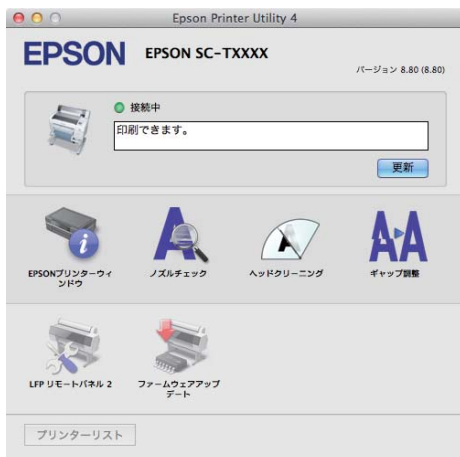 Epson Printer Utility 4
EPSON EPSON SC-TXXXX
バージョン 8.80 (8.80)
接続中
印刷できます。
更新
EPSONプリンターウィ
ンドウ
ノズルチェック
ヘッドクリーニング
ギャップ調整
LFP リモートパネル 2
ファームウェアアップ
デート
プリンターリスト